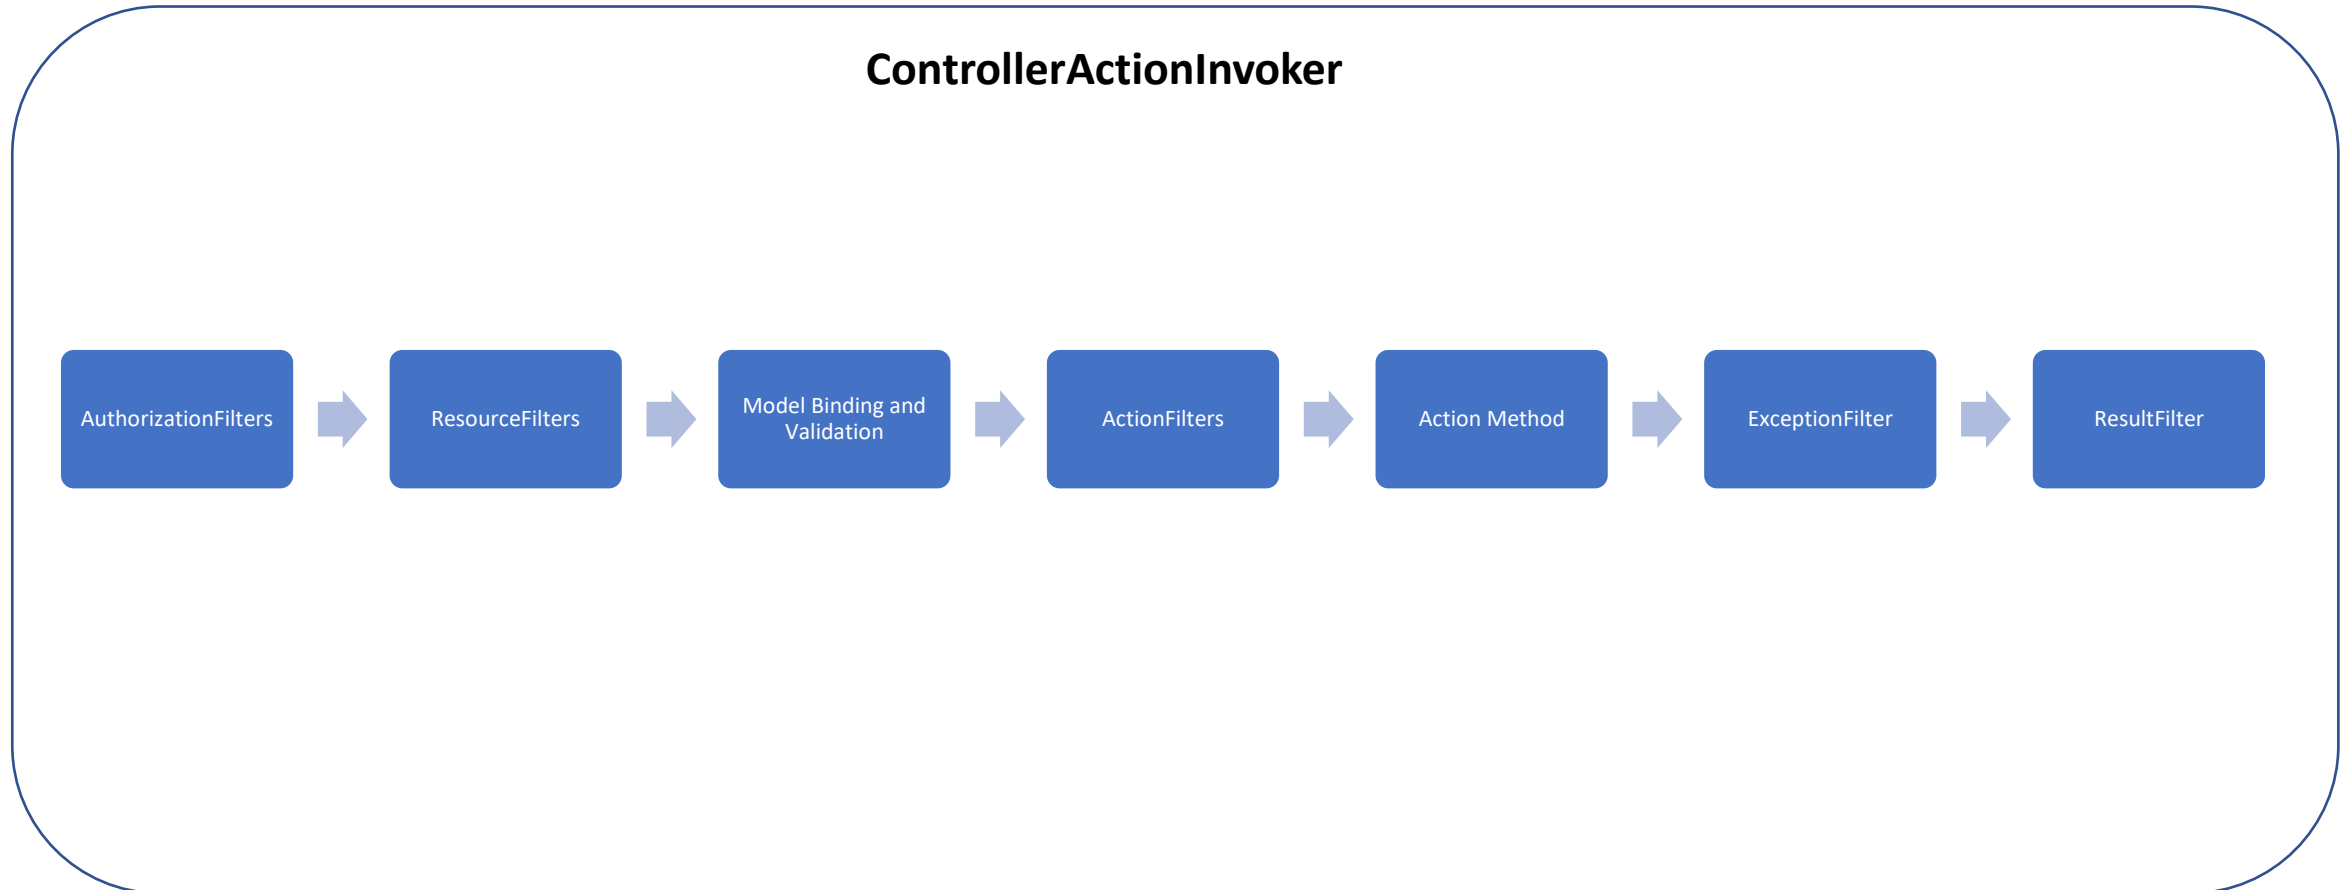 ControllerActionInvoker
AuthorizationFilters
ResourceFilters
Model Binding and
Validation
ActionFilters
Action Method
ExceptionFilter
ResultFilter